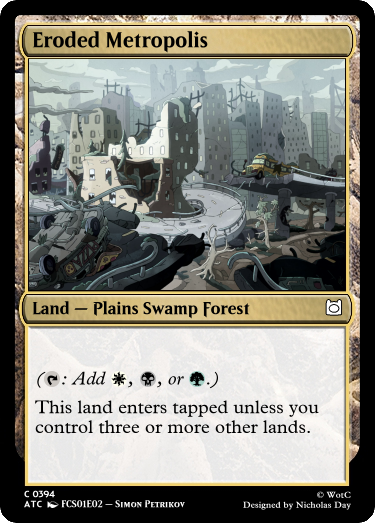 Eroded Metropolis
Land — Plains Swamp Forest
(: Add , , or .)
This land enters tapped unless you
control three or more other lands.
C 0394
ATC FCS01E02 – Simon Petrikov
© WotC
Designed by Nicholas Day